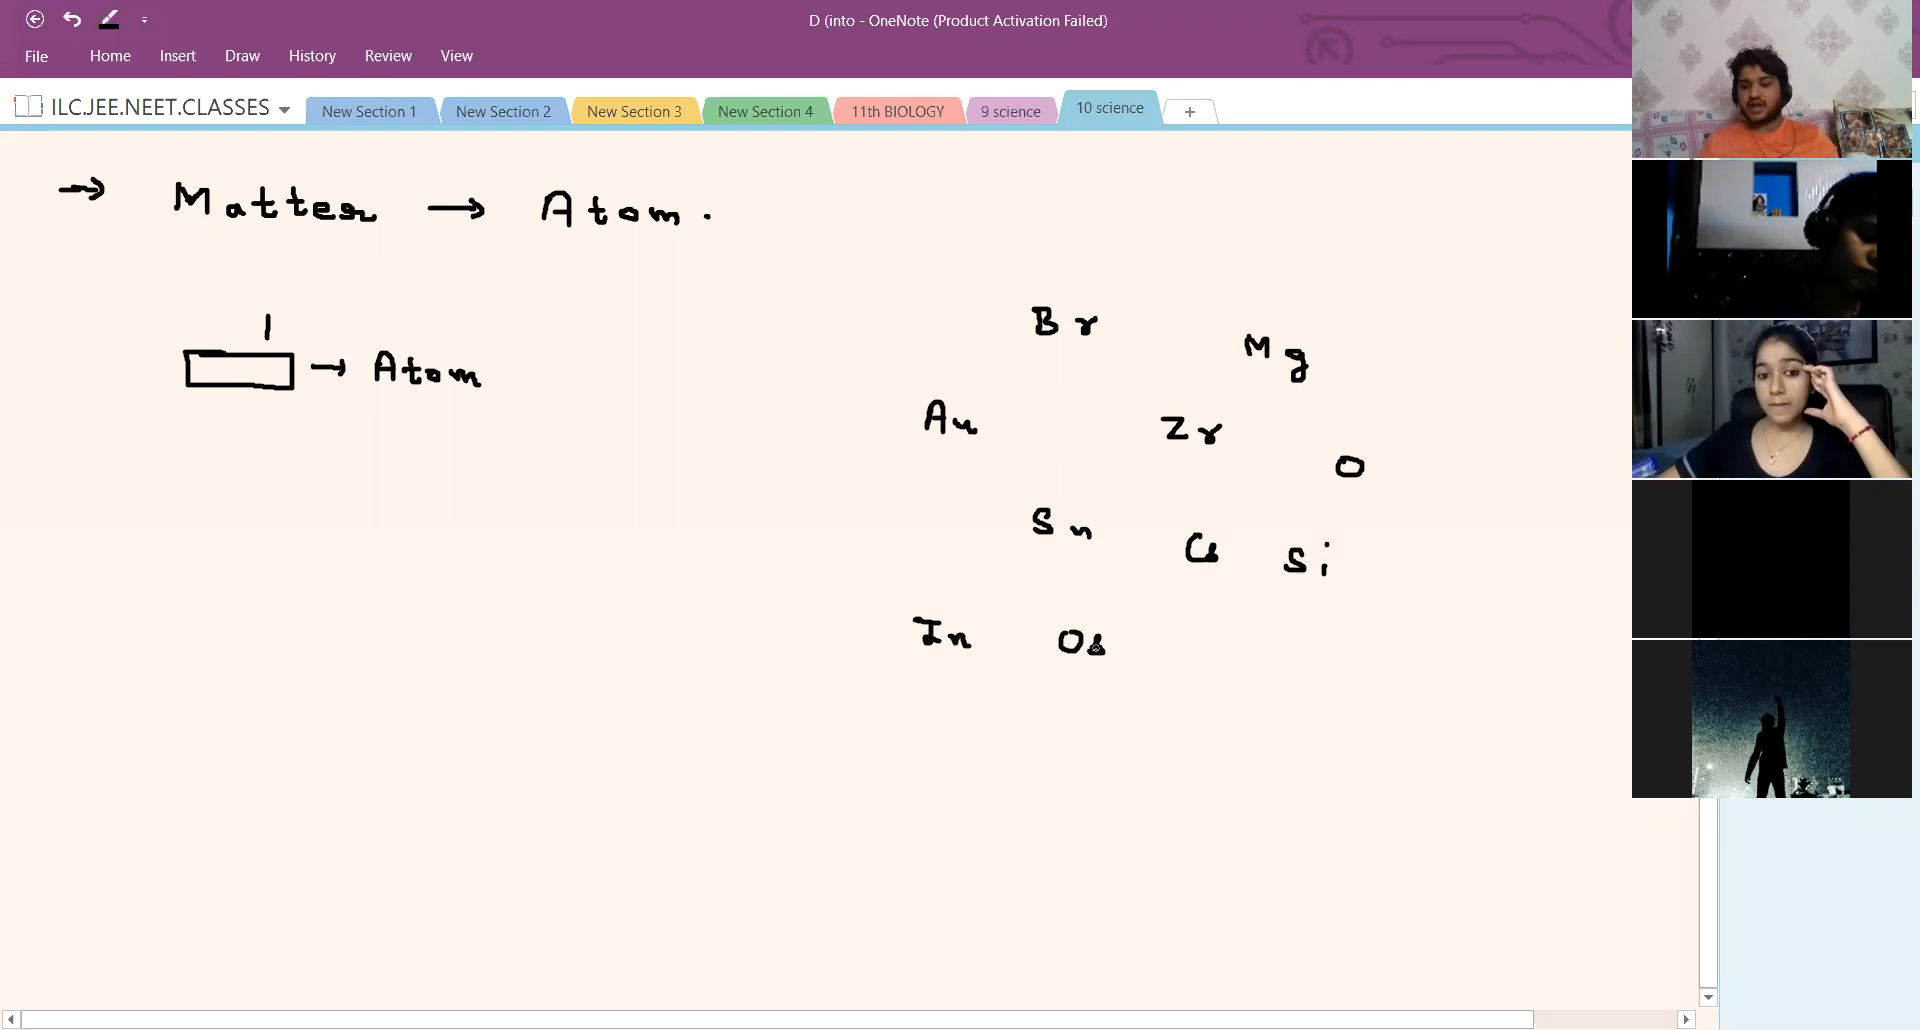 D (into - OneNote (Product Activation Failed)
File Home Insert Draw History Review View
ILC.JEE.NEET.CLASSES New Section 1 New Section 2 New Section 3 New Section 4 11th BIOLOGY 9 science 10 science +
→ Matter → Atom.
1
→ Atom
Br
Mg
Au
Zr
O
Sn
Cs
Si
In
Os